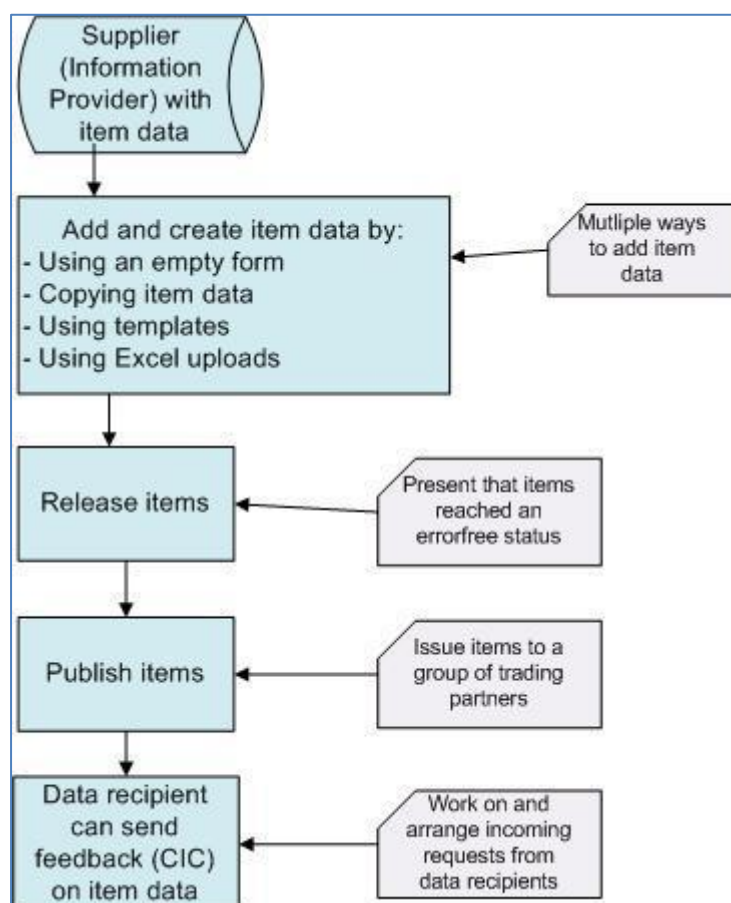 Supplier
(Information
Provider) with
item data
Add and create item data by:
- Using an empty form
- Copying item data
- Using templates
- Using Excel uploads
Mutliple ways
to add item
data
Release items
Present that items
reached an
errorfree status
Publish items
Issue items to a
group of trading
partners
Data recipient
can send
feedback (CIC)
on item data
Work on and
arrange incoming
requests from
data recipients